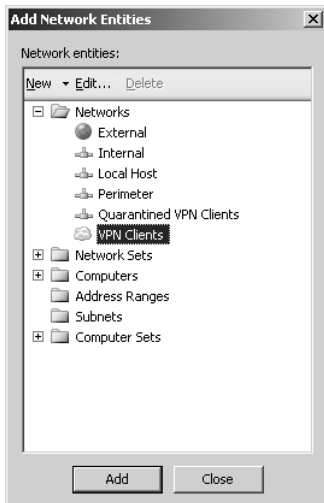 Add Network Entities
Network entities:
New Edit... Delete
Networks
External
Internal
Local Host
Perimeter
Quarantined VPN Clients
VPN Clients
Network Sets
Computers
Address Ranges
Subnets
Computer Sets
Add Close